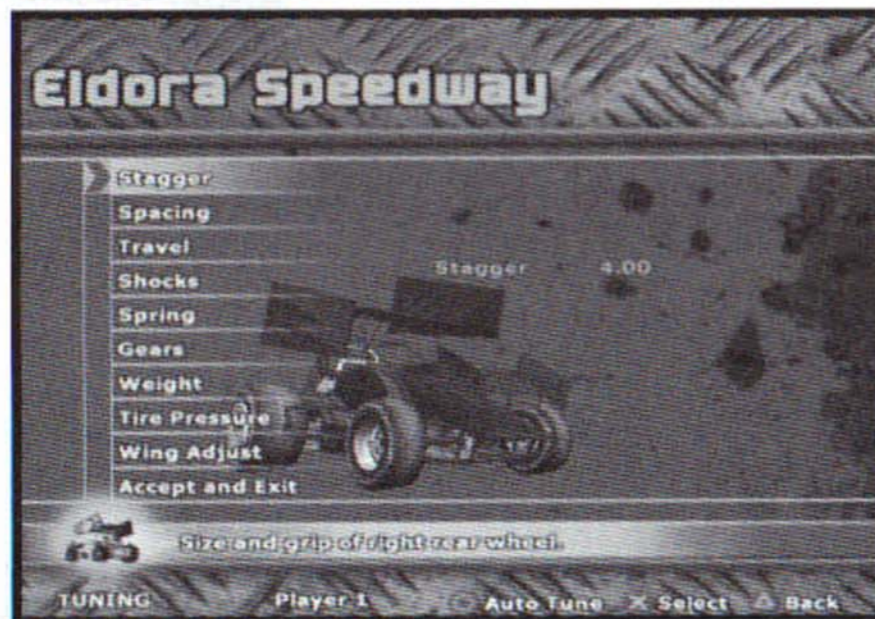 Eldora Speedway
Stagger
Spacing
Travel
Shocks
Spring
Gears
Weight
Tire Pressure
Wing Adjust
Accept and Exit
Stagger 4.00
Size and grip of right rear wheel.
TUNING Player 1 Auto Tune Select Back